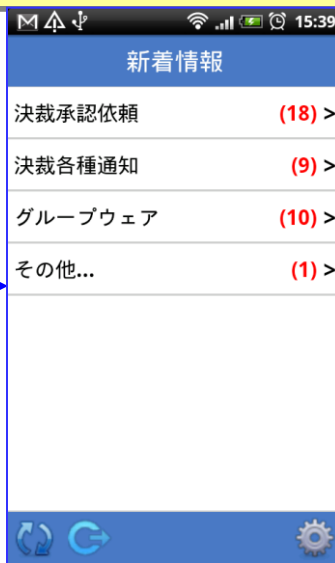 15:39
新着情報
決裁承認依頼 (18) >
決裁各種通知 (9) >
グループウェア (10) >
その他... (1) >